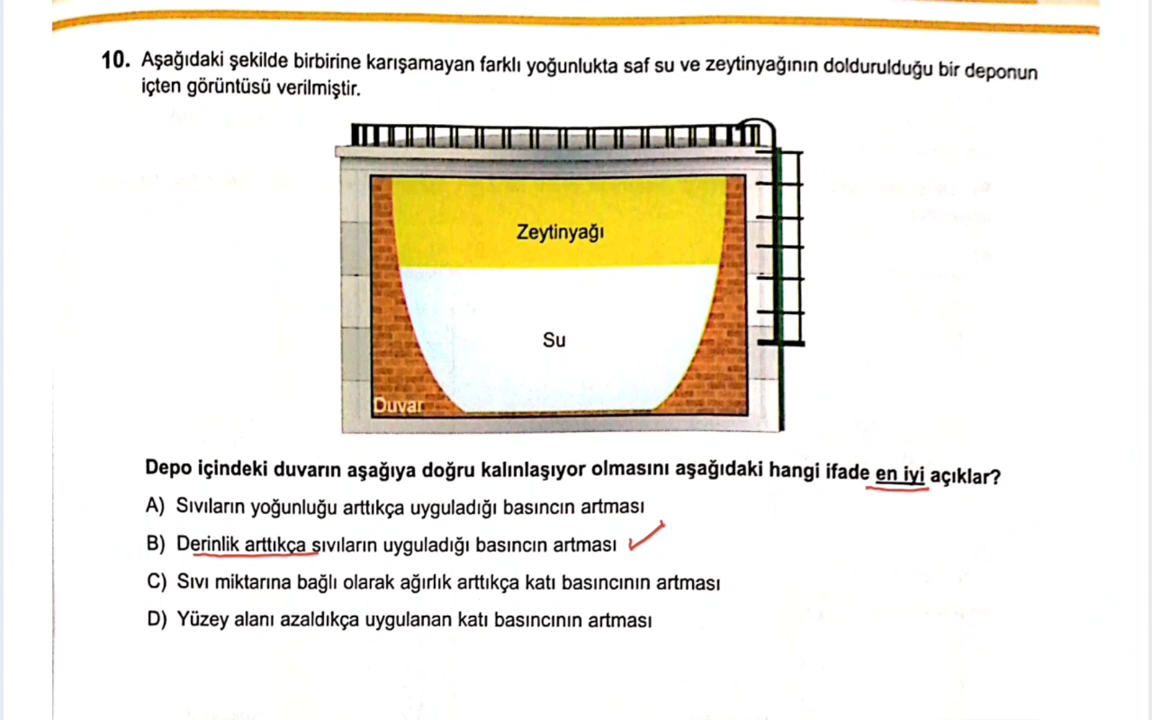 10. Aşağıdaki şekilde birbirine karışamayan farklı yoğunlukta saf su ve zeytinyağının doldurulduğu bir deponun
içten görüntüsü verilmiştir.
Zeytinyağı
Su
Duvar
Depo içindeki duvarın aşağıya doğru kalınlaşıyor olmasını aşağıdaki hangi ifade en iyi açıklar?
A) Sıvıların yoğunluğu arttıkça uyguladığı basıncın artması
B) Derinlik arttıkça sıvıların uyguladığı basıncın artması
C) Sıvı miktarına bağlı olarak ağırlık arttıkça katı basıncının artması
D) Yüzey alanı azaldıkça uygulanan katı basıncının artması